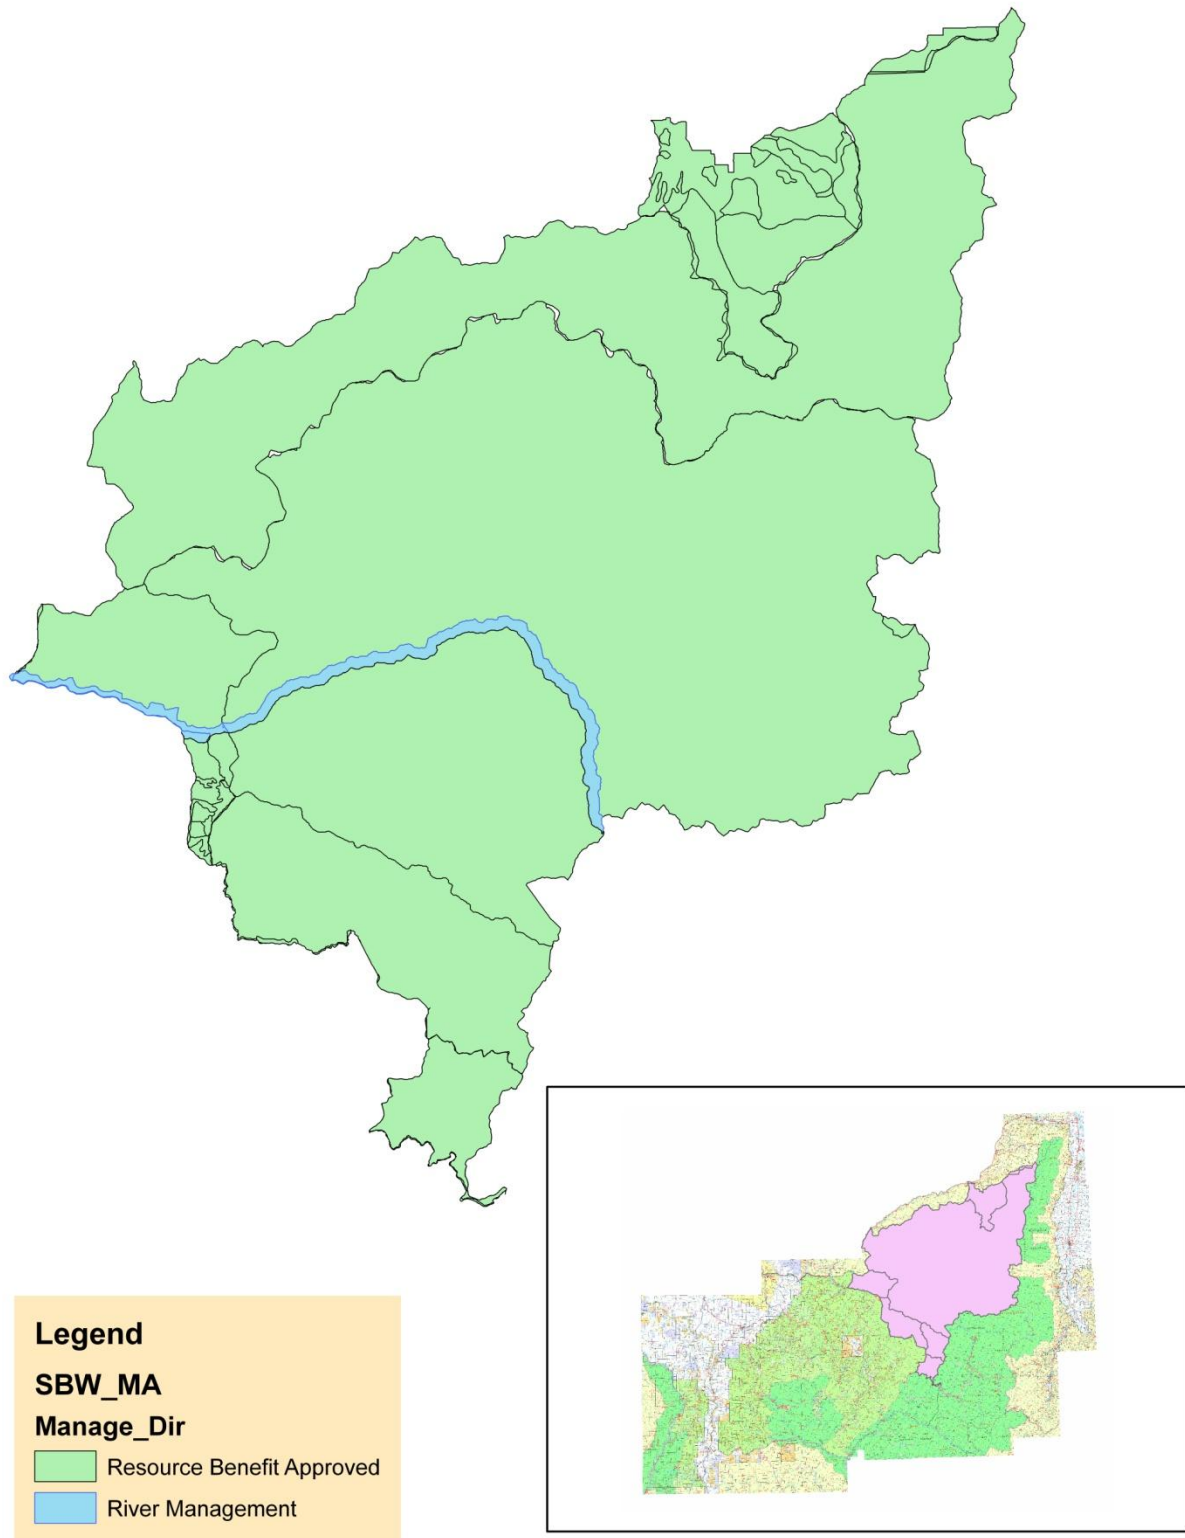 Legend
SBW_MA
Manage_Dir
Resource Benefit Approved
River Management